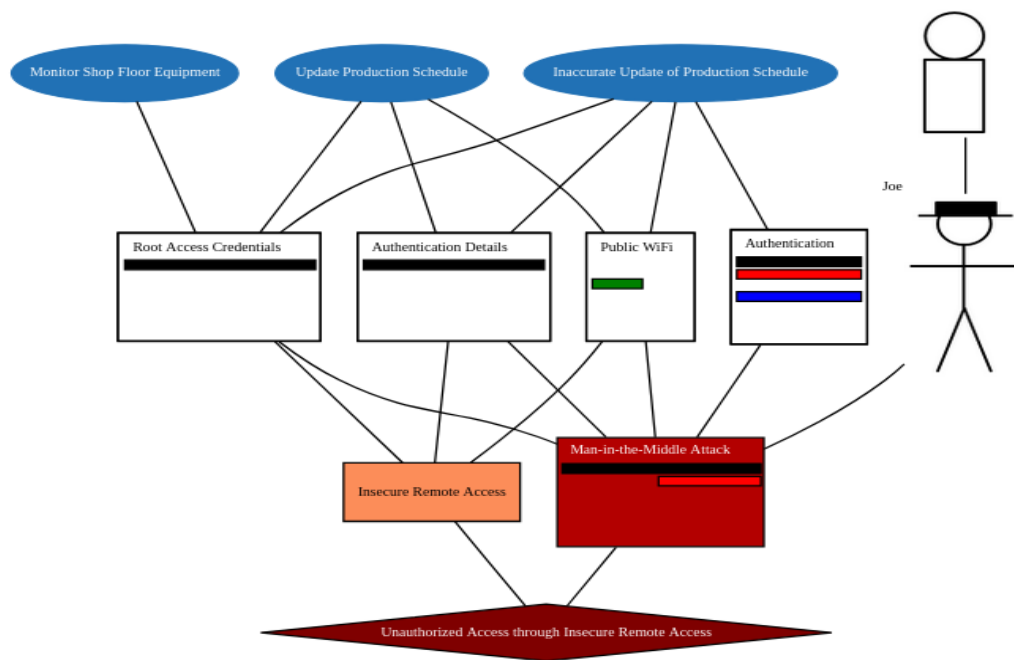 Monitor Shop Floor Equipment
Update Production Schedule
Inaccurate Update of Production Schedule
Joe
Root Access Credentials
Authentication Details
Public WiFi
Authentication
Man-in-the-Middle Attack
Insecure Remote Access
Unauthorized Access through Insecure Remote Access